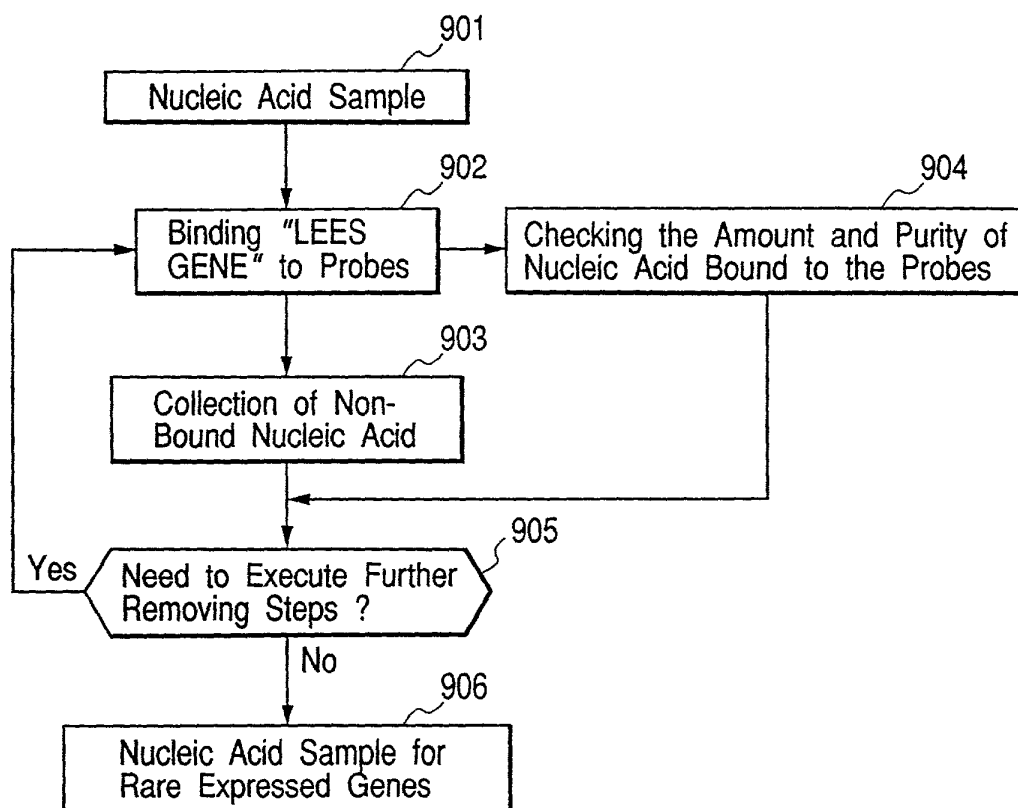 901
Nucleic Acid Sample
902
Binding "LEES
GENE" to Probes
904
Checking the Amount and Purity of
Nucleic Acid Bound to the Probes
903
Collection of Non-
Bound Nucleic Acid
905
Yes
Need to Execute Further
Removing Steps ?
No
906
Nucleic Acid Sample for
Rare Expressed Genes